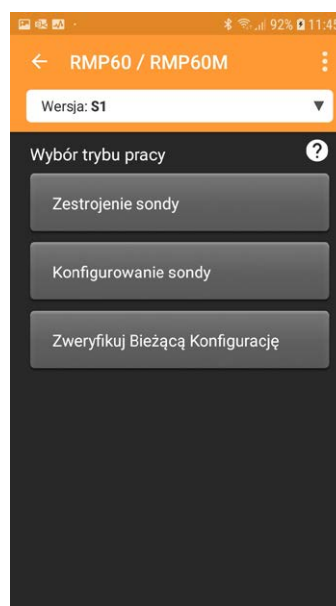 92% 11:45
RMP60 / RMP60M
Wersja: S1
Wybór trybu pracy
?
Zestrojenie sondy
Konfigurowanie sondy
Zweryfikuj Bieżącą Konfigurację